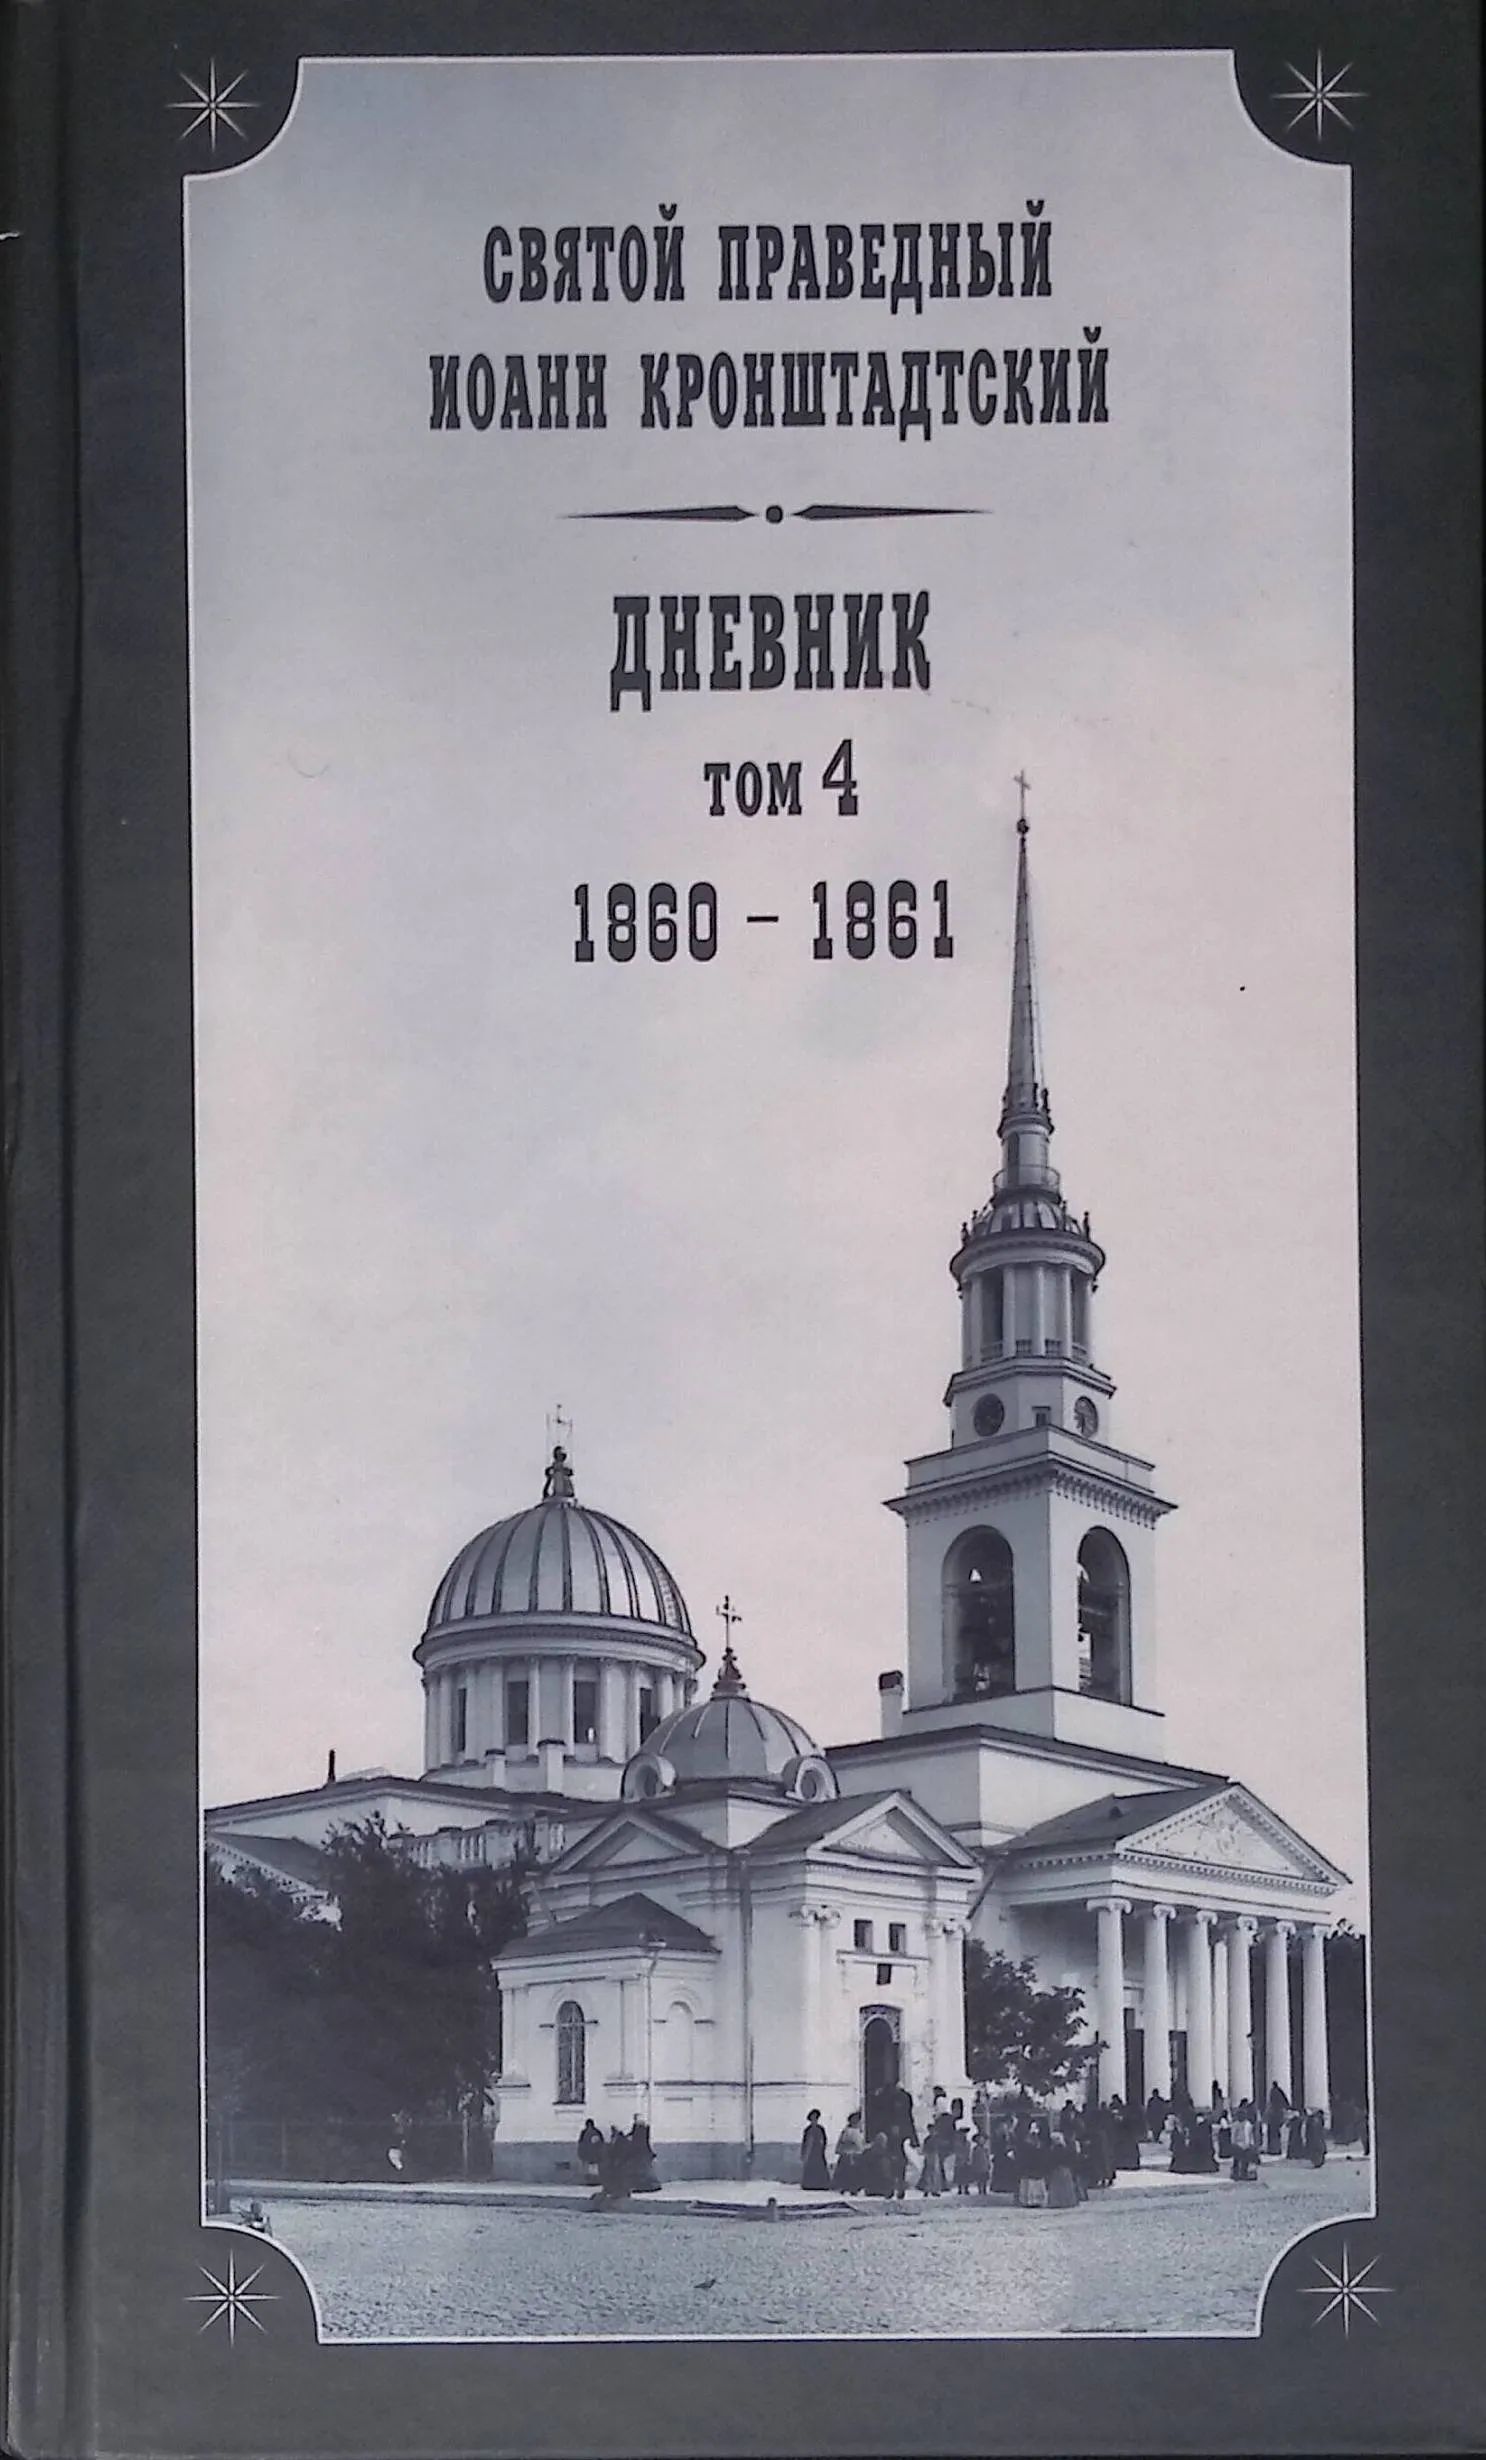 СВЯТОЙ ПРАВЕДНЫЙ
ИОАНН КРОНШТАДТСКИЙ
ДНЕВНИК
ТОМ 4
1860 – 1861